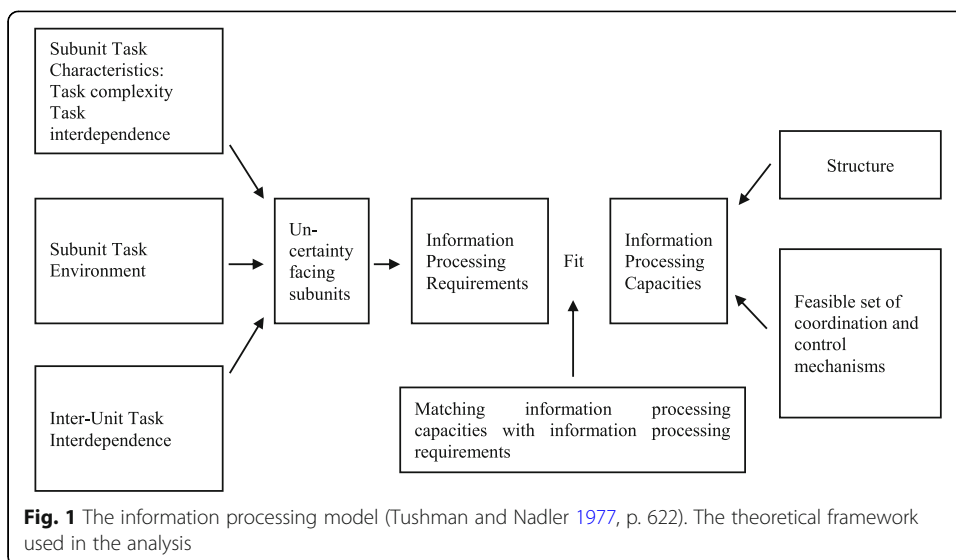 Subunit Task
Characteristics:
Task complexity
Task
interdependence
Subunit Task
Environment
Inter-Unit Task
Interdependence
Un-
certainty
facing
subunits
Information
Processing
Requirements
Fit
Information
Processing
Capacities
Structure
Feasible set of
coordination and
control
mechanisms
Matching information processing
capacities with information processing
requirements
Fig. 1 The information processing model (Tushman and Nadler 1977, p. 622). The theoretical framework
used in the analysis